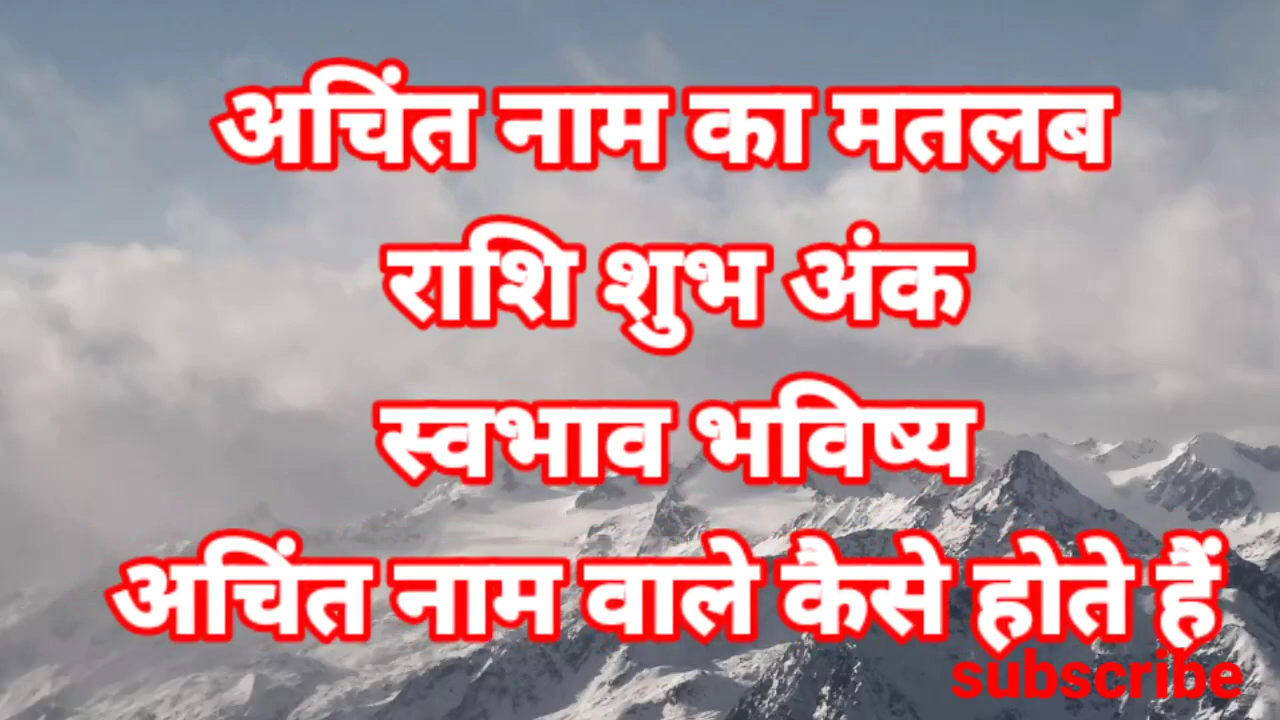 अचिंत नाम का मतलब
राशि शुभ अंक
स्वभाव भविष्य
अचिंत नाम वाले कैसे होते हैं
subscribe